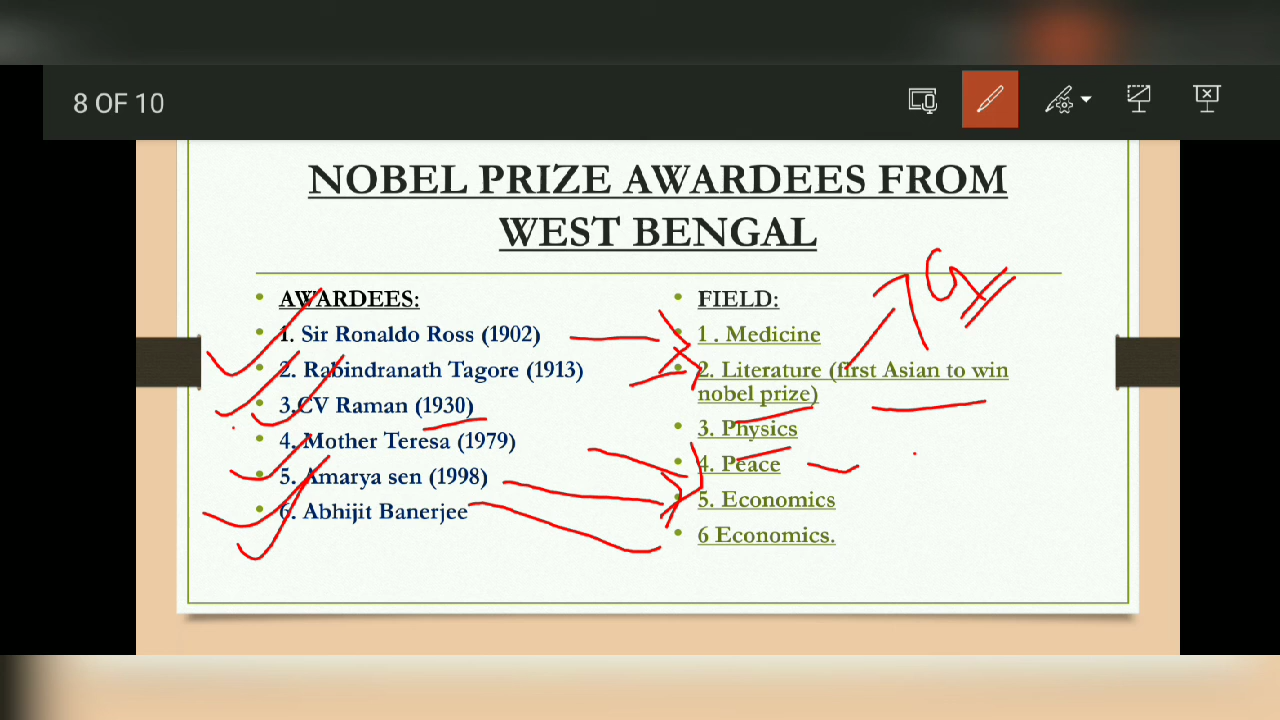 8 OF 10
NOBEL PRIZE AWARDEES FROM
WEST BENGAL
AWARDEES:
1. Sir Ronaldo Ross (1902)
2. Rabindranath Tagore (1913)
3.CV Raman (1930)
4. Mother Teresa (1979)
5. Amarya sen (1998)
6. Abhijit Banerjee
FIELD:
1 . Medicine
2. Literature (first Asian to win
nobel prize)
3. Physics
4. Peace
5. Economics
6 Economics.